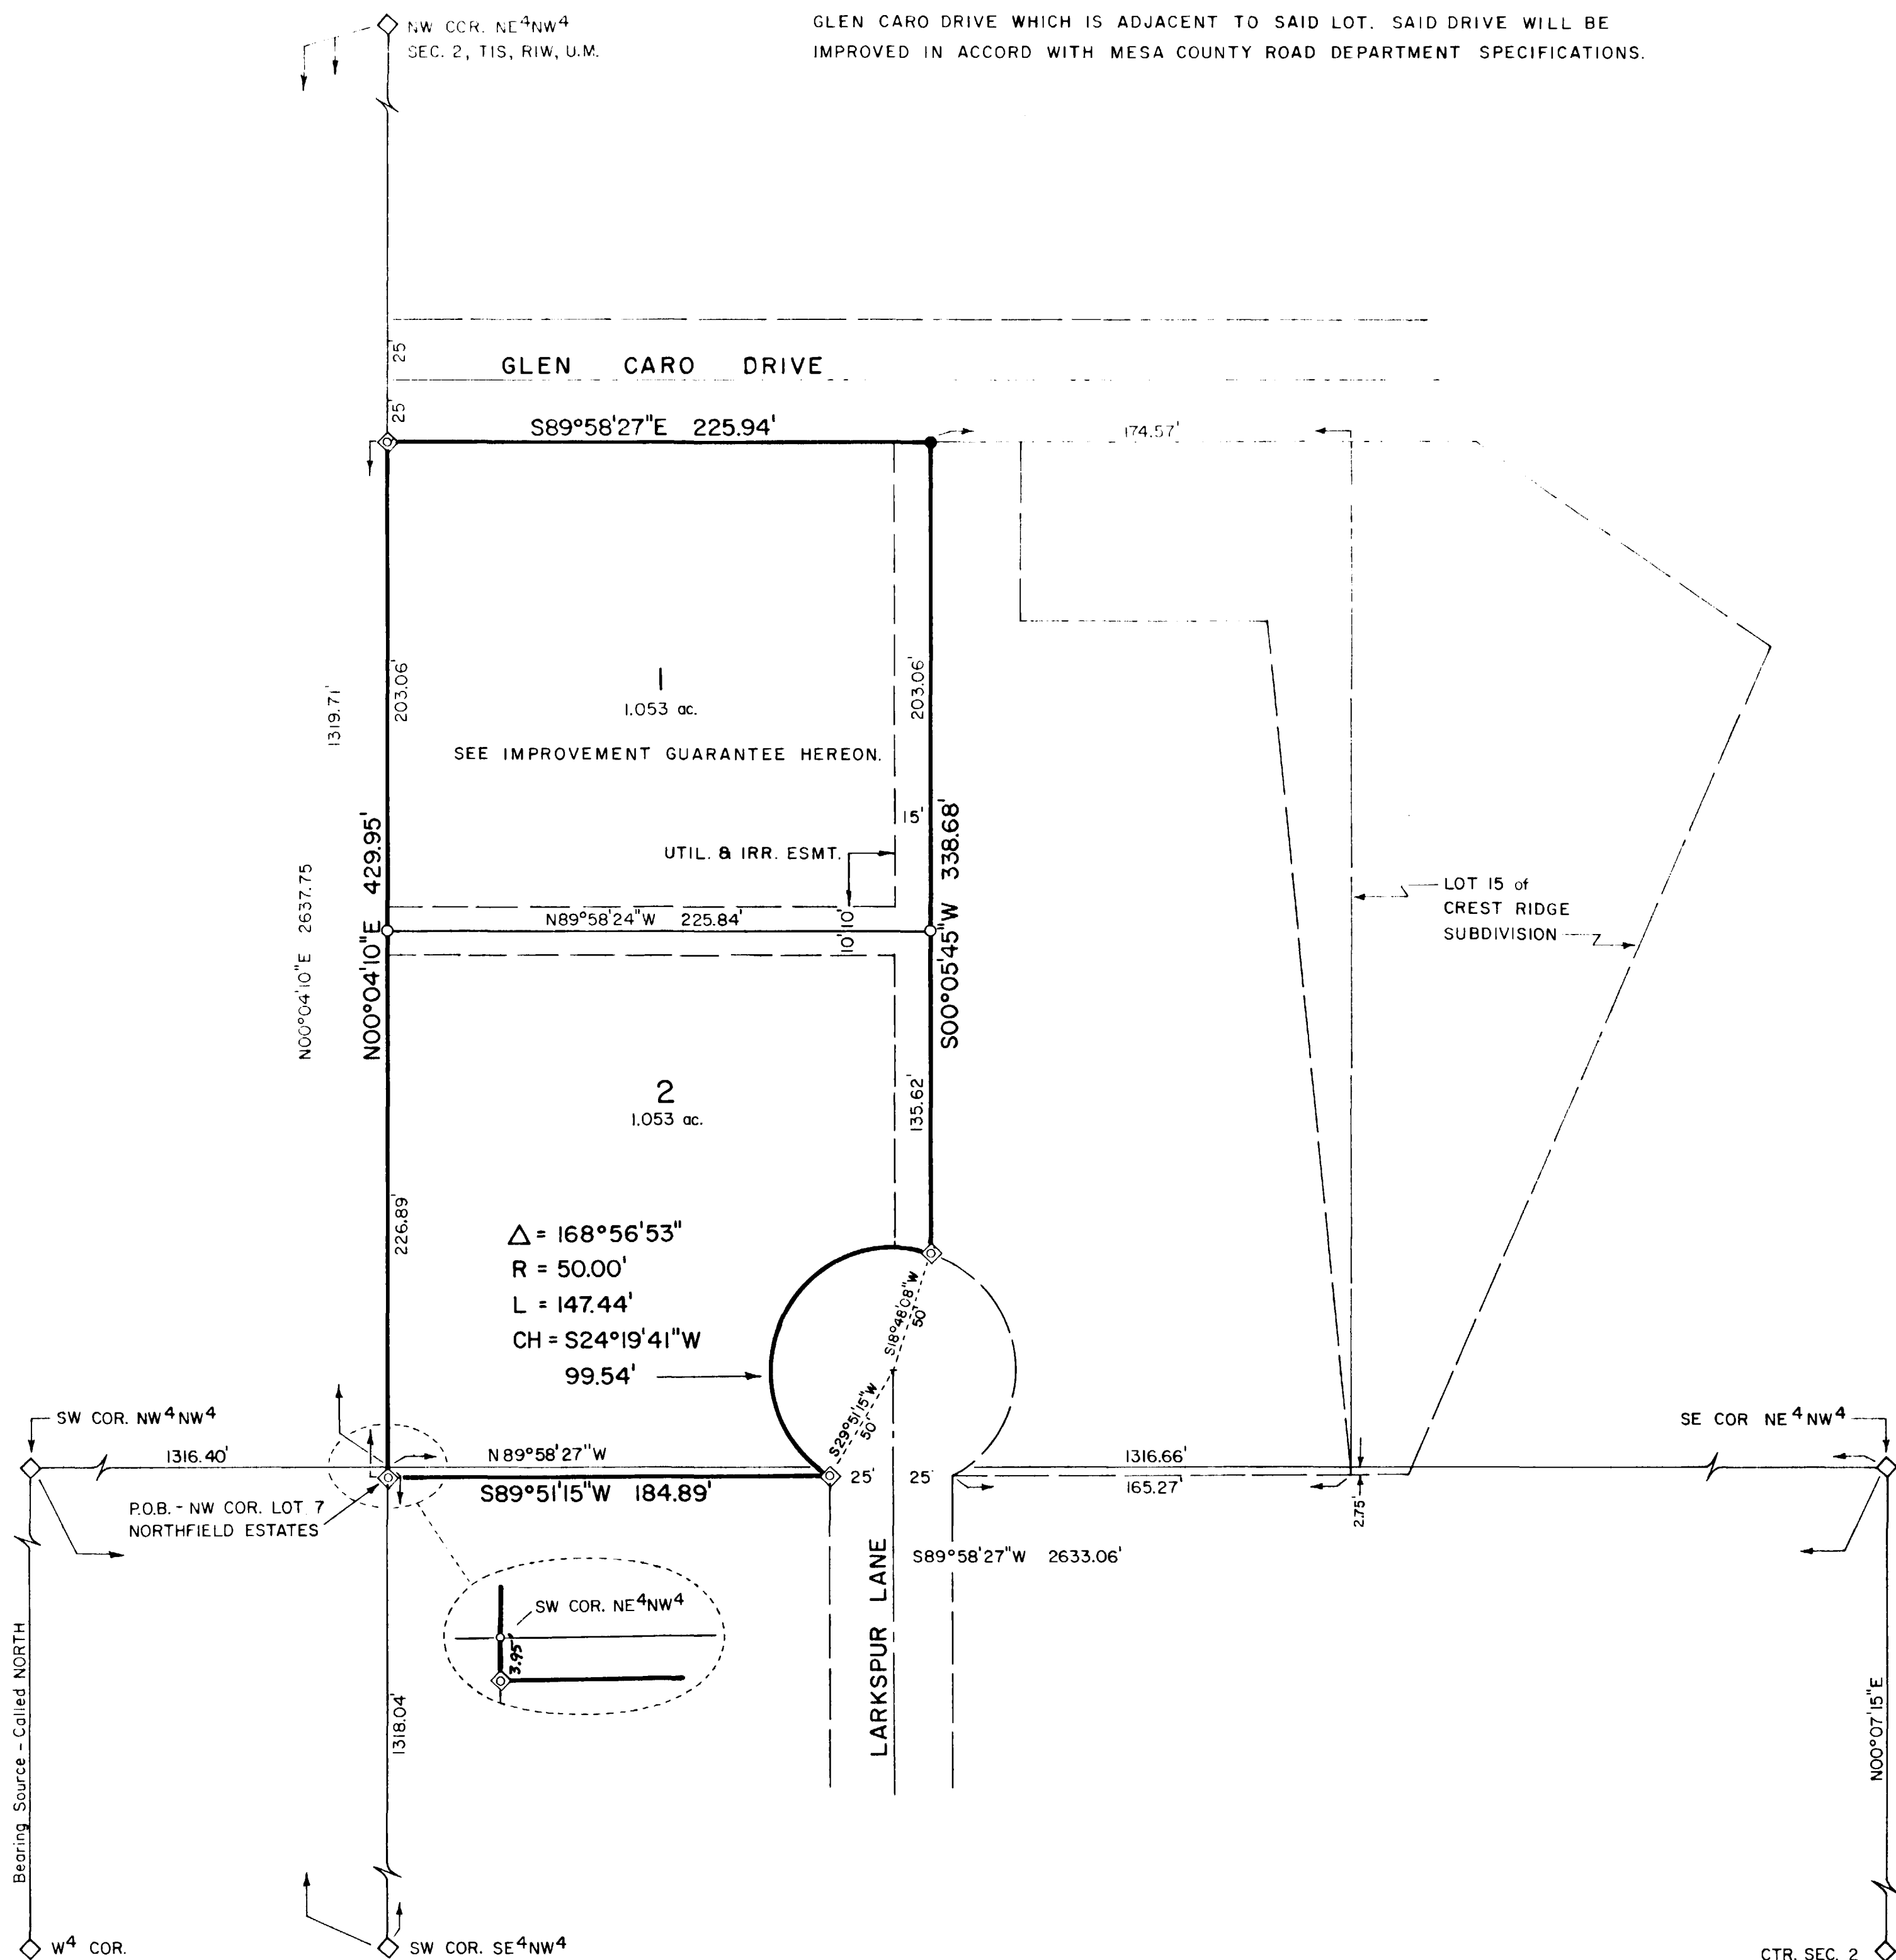 GLEN CARO DRIVE WHICH IS ADJACENT TO SAID LOT. SAID DRIVE WILL BE
IMPROVED IN ACCORD WITH MESA COUNTY ROAD DEPARTMENT SPECIFICATIONS.
NW COR. NE4NW4
SEC. 2, T1S, R1W, U.M.
25'
GLEN CARO DRIVE
25'
S89°58'27"E 225.94'
174.57'
203.06'
203.06'
1319.71'
1
1.053 ac.
SEE IMPROVEMENT GUARANTEE HEREON.
15'
N00°04'10"E 429.95'
S00°05'45"W 338.68'
UTIL. & IRR. ESMT.
N00°04'10"E 2637.75
LOT 15 of
CREST RIDGE
SUBDIVISION
N89°58'24"W 225.84'
10' 10'
2
1.053 ac.
135.62'
226.89'
Δ = 168°56'53"
R = 50.00'
L = 147.44'
CH = S24°19'41"W
99.54'
S18°48'08"W
50'
S29°51'15"W
50'
SW COR. NW4NW4
SE COR NE4NW4
1316.40'
N89°58'27"W
1316.66'
25' 25'
165.27'
S89°51'15"W 184.89'
2.75'
P.O.B. - NW COR. LOT 7
NORTHFIELD ESTATES
S89°58'27"W 2633.06'
LARKSPUR LANE
SW COR. NE4NW4
3.95'
1318.04'
Bearing Source - Called NORTH
N00°07'15"E
W4 COR.
SW COR. SE4NW4
CTR. SEC. 2